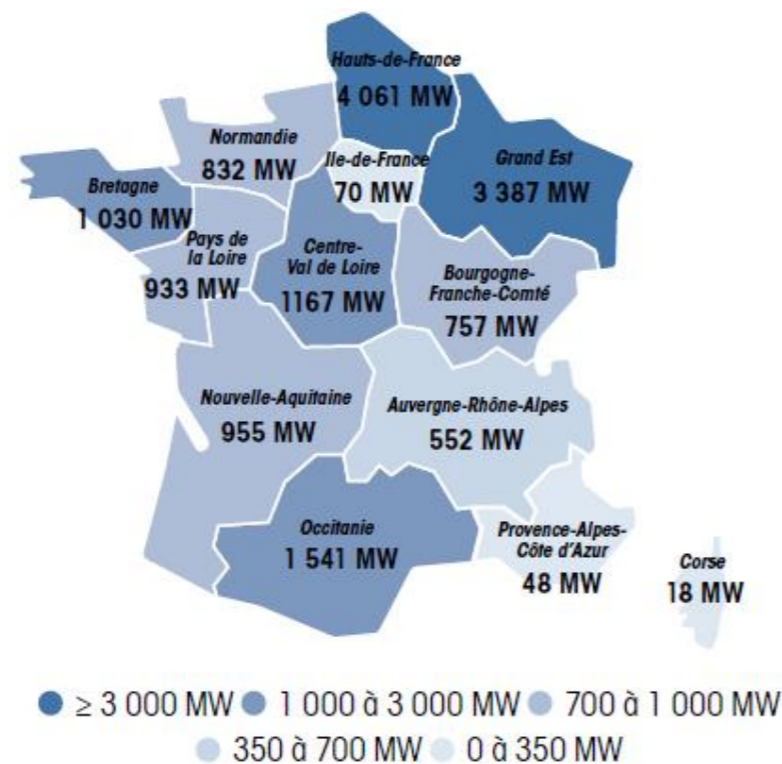 Hauts-de-France
4 061 MW
Normandie
832 MW
Ile-de-France
70 MW
Grand Est
3 387 MW
Bretagne
1 030 MW
Pays de
la Loire
933 MW
Centre-
Val de Loire
1167 MW
Bourgogne-
Franche-Comté
757 MW
Nouvelle-Aquitaine
955 MW
Auvergne-Rhône-Alpes
552 MW
Occitanie
1 541 MW
Provence-Alpes-
Côte d'Azur
48 MW
Corse
18 MW
≥ 3 000 MW 1 000 à 3 000 MW 700 à 1 000 MW
350 à 700 MW 0 à 350 MW